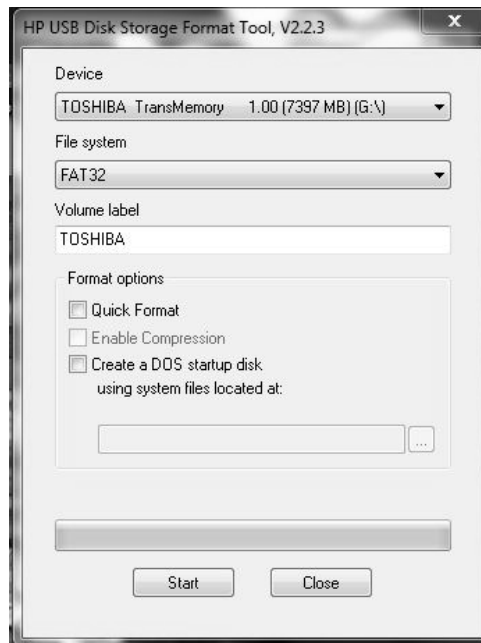 HP USB Disk Storage Format Tool, V2.2.3
Device
TOSHIBA TransMemory 1.00 (7397 MB) (G:\)
File system
FAT32
Volume label
TOSHIBA
Format options
Quick Format
Enable Compression
Create a DOS startup disk
using system files located at:
...
Start
Close